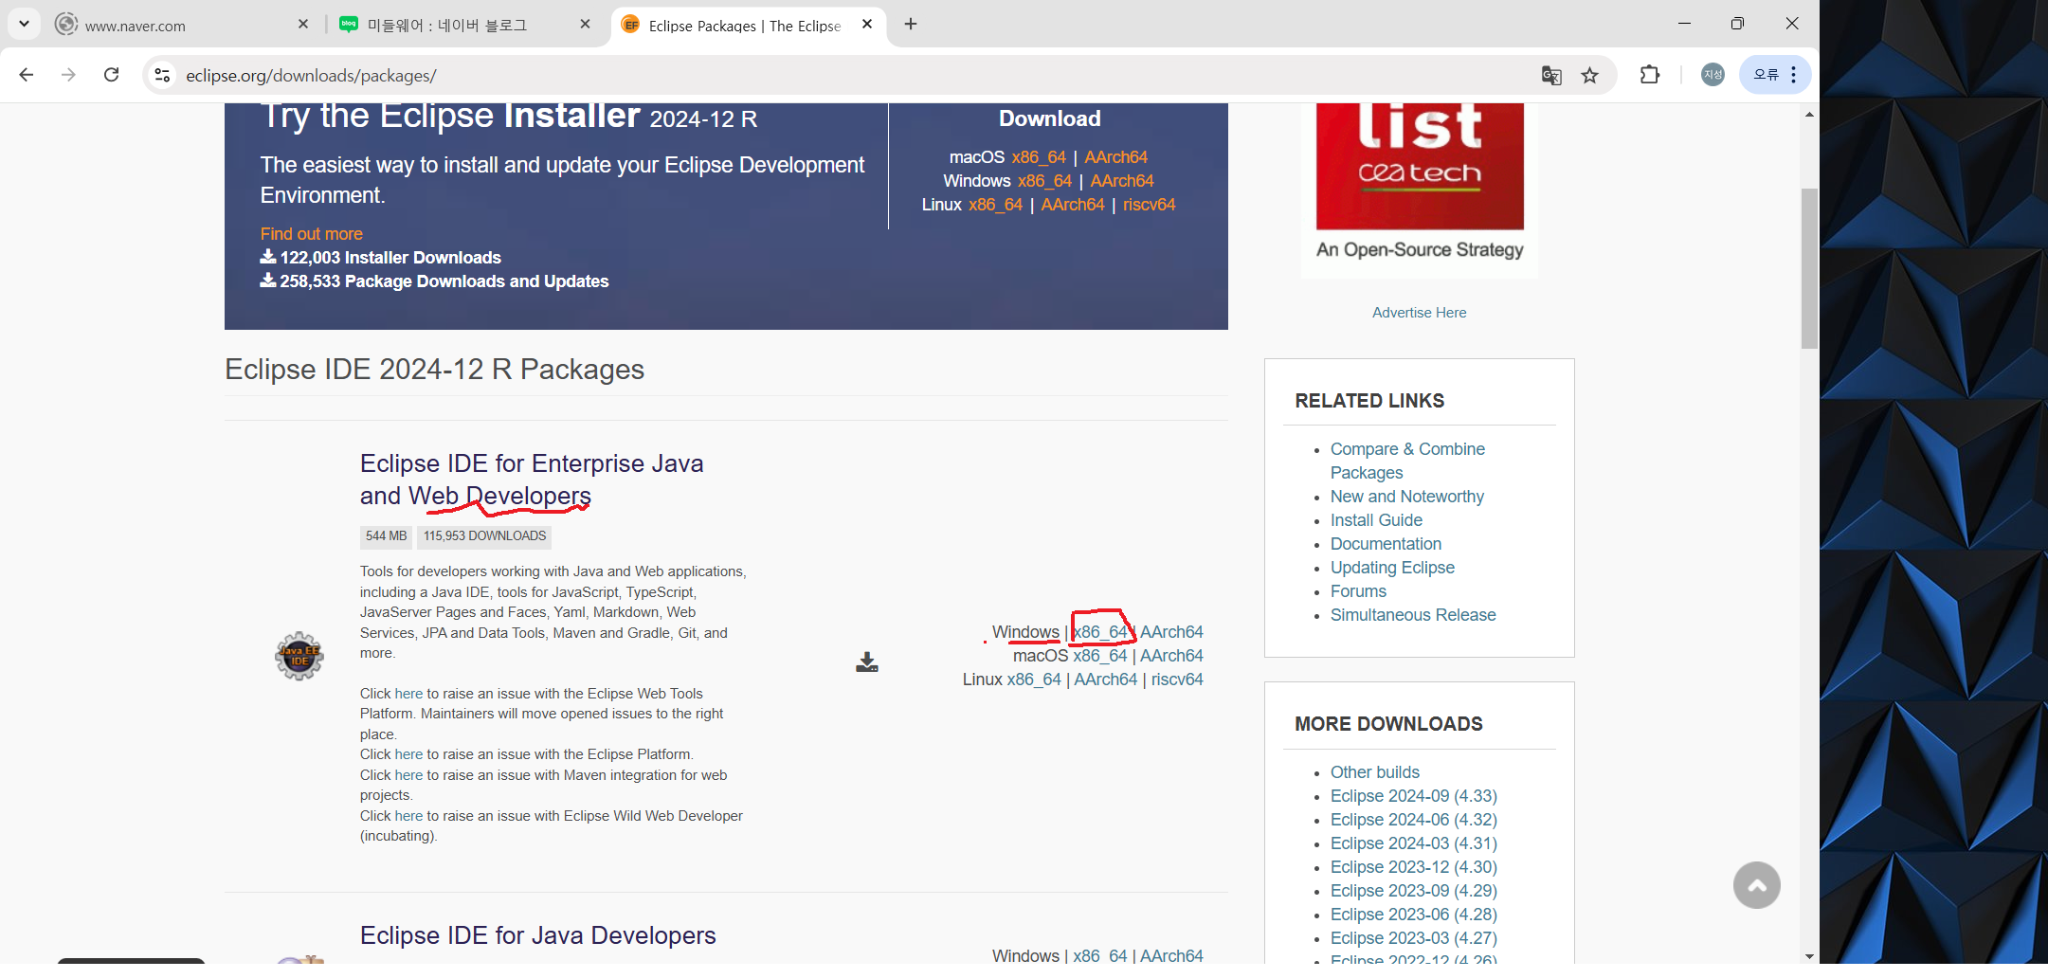 www.naver.com
미들웨어 : 네이버 블로그
Eclipse Packages | The Eclipse
eclipse.org/downloads/packages/
지성
오류
Try the Eclipse Installer 2024-12 R
The easiest way to install and update your Eclipse Development
Environment.
Find out more
122,003 Installer Downloads
258,533 Package Downloads and Updates
Download
macOS x86_64 | AArch64
Windows x86_64 | AArch64
Linux x86_64 | AArch64 | riscv64
list
cea tech
An Open-Source Strategy
Advertise Here
Eclipse IDE 2024-12 R Packages
Eclipse IDE for Enterprise Java
and Web Developers
544 MB 115,953 DOWNLOADS
Tools for developers working with Java and Web applications,
including a Java IDE, tools for JavaScript, TypeScript,
JavaServer Pages and Faces, Yaml, Markdown, Web
Services, JPA and Data Tools, Maven and Gradle, Git, and
more.
Click here to raise an issue with the Eclipse Web Tools
Platform. Maintainers will move opened issues to the right
place.
Click here to raise an issue with the Eclipse Platform.
Click here to raise an issue with Maven integration for web
projects.
Click here to raise an issue with Eclipse Wild Web Developer
(incubating).
Java EE
IDE
Windows | x86_64 | AArch64
macOS x86_64 | AArch64
Linux x86_64 | AArch64 | riscv64
Eclipse IDE for Java Developers
Windows | x86_64 | AArch64
RELATED LINKS
Compare & Combine
Packages
New and Noteworthy
Install Guide
Documentation
Updating Eclipse
Forums
Simultaneous Release
MORE DOWNLOADS
Other builds
Eclipse 2024-09 (4.33)
Eclipse 2024-06 (4.32)
Eclipse 2024-03 (4.31)
Eclipse 2023-12 (4.30)
Eclipse 2023-09 (4.29)
Eclipse 2023-06 (4.28)
Eclipse 2023-03 (4.27)
Eclipse 2022-12 (4.26)